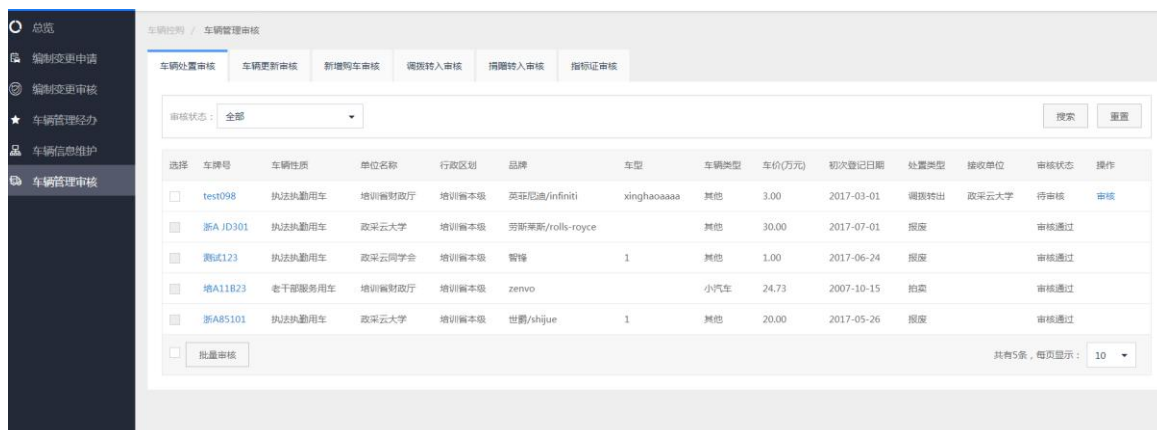 总览
编制变更申请
编制变更审核
车辆管理经办
车辆信息维护
车辆管理审核
车辆控购 / 车辆管理审核
车辆处置审核 车辆更新审核 新增购车审核 调拨转入审核 捐赠转入审核 指标证审核
审核状态： 全部 搜索 重置
选择 车牌号 车辆性质 单位名称 行政区划 品牌 车型 车辆类型 车价(万元) 初次登记日期 处置类型 接收单位 审核状态 操作
test098 执法执勤用车 培训省财政厅 培训省本级 英菲尼迪/infiniti xinghaoaaaa 其他 3.00 2017-03-01 调拨转出 政采云大学 待审核 审核
浙A JD301 执法执勤用车 政采云大学 培训省本级 劳斯莱斯/rolls-royce 其他 30.00 2017-07-01 报废 审核通过
测试123 执法执勤用车 政采云同学会 培训省本级 智锋 1 其他 1.00 2017-06-24 报废 审核通过
培A11B23 老干部服务用车 培训省财政厅 培训省本级 zenvo 小汽车 24.73 2007-10-15 拍卖 审核通过
浙A85101 执法执勤用车 政采云大学 培训省本级 世爵/shijue 1 其他 20.00 2017-05-26 报废 审核通过
批量审核 共有5条，每页显示： 10